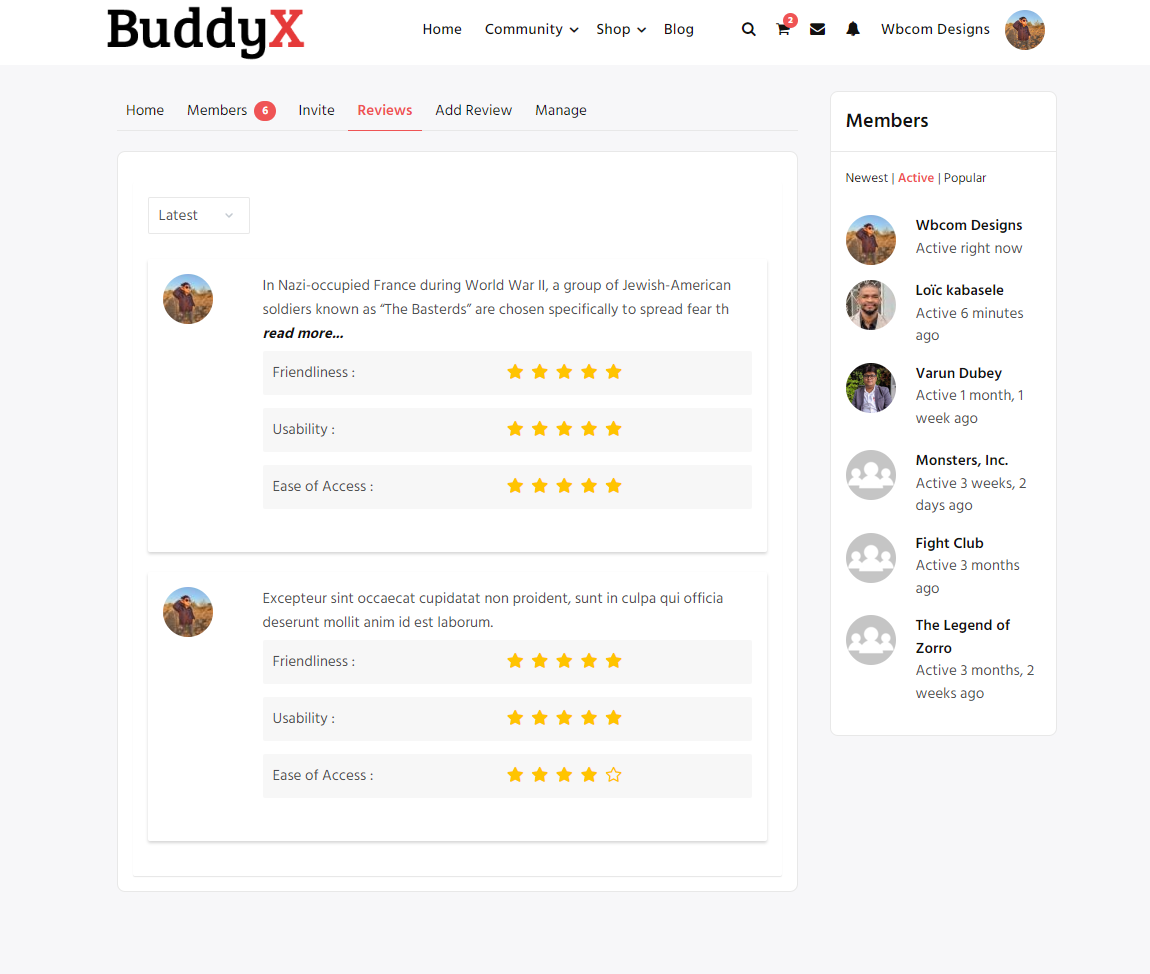 BuddyX
Home Community Shop Blog
2
Wbcom Designs
Home Members 6 Invite Reviews Add Review Manage
Latest
In Nazi-occupied France during World War II, a group of Jewish-American
soldiers known as “The Basterds” are chosen specifically to spread fear th
read more...
Friendliness :
Usability :
Ease of Access :
Excepteur sint occaecat cupidatat non proident, sunt in culpa qui officia
deserunt mollit anim id est laborum.
Friendliness :
Usability :
Ease of Access :
Members
Newest | Active | Popular
Wbcom Designs
Active right now
Loïc kabasele
Active 6 minutes
ago
Varun Dubey
Active 1 month, 1
week ago
Monsters, Inc.
Active 3 weeks, 2
days ago
Fight Club
Active 3 months
ago
The Legend of
Zorro
Active 3 months, 2
weeks ago